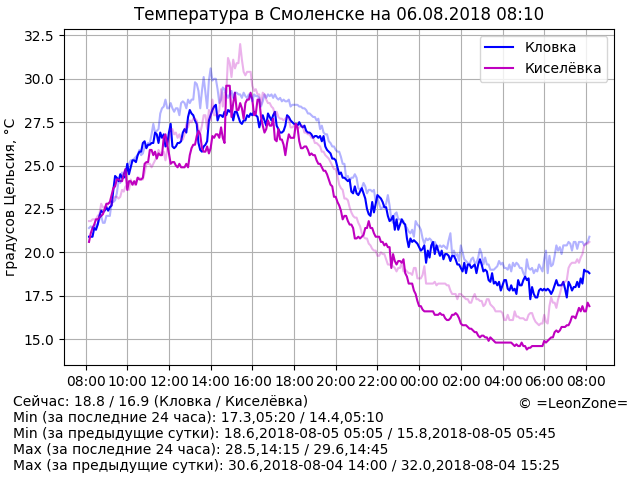 Температура в Смоленске на 06.08.2018 08:10
градусов Цельсия, °C
32.5
30.0
27.5
25.0
22.5
20.0
17.5
15.0
Кловка
Киселёвка
08:00 10:00 12:00 14:00 16:00 18:00 20:00 22:00 00:00 02:00 04:00 06:00 08:00
Сейчас: 18.8 / 16.9 (Кловка / Киселёвка)
© =LeonZone=
Min (за последние 24 часа): 17.3,05:20 / 14.4,05:10
Min (за предыдущие сутки): 18.6,2018-08-05 05:05 / 15.8,2018-08-05 05:45
Max (за последние 24 часа): 28.5,14:15 / 29.6,14:45
Max (за предыдущие сутки): 30.6,2018-08-04 14:00 / 32.0,2018-08-04 15:25